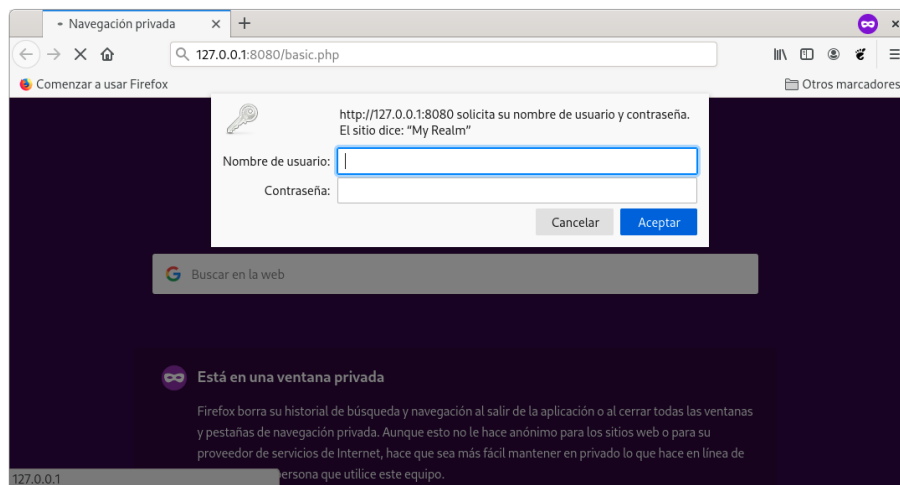 Navegación privada
127.0.0.1:8080/basic.php
Comenzar a usar Firefox
Otros marcadores
http://127.0.0.1:8080 solicita su nombre de usuario y contraseña.
El sitio dice: “My Realm”
Nombre de usuario:
Contraseña:
Cancelar Aceptar
Buscar en la web
Está en una ventana privada
Firefox borra su historial de búsqueda y navegación al salir de la aplicación o al cerrar todas las ventanas
y pestañas de navegación privada. Aunque esto no le hace anónimo para los sitios web o para su
proveedor de servicios de Internet, hace que sea más fácil mantener en privado lo que hace en línea de
persona que utilice este equipo.
127.0.0.1